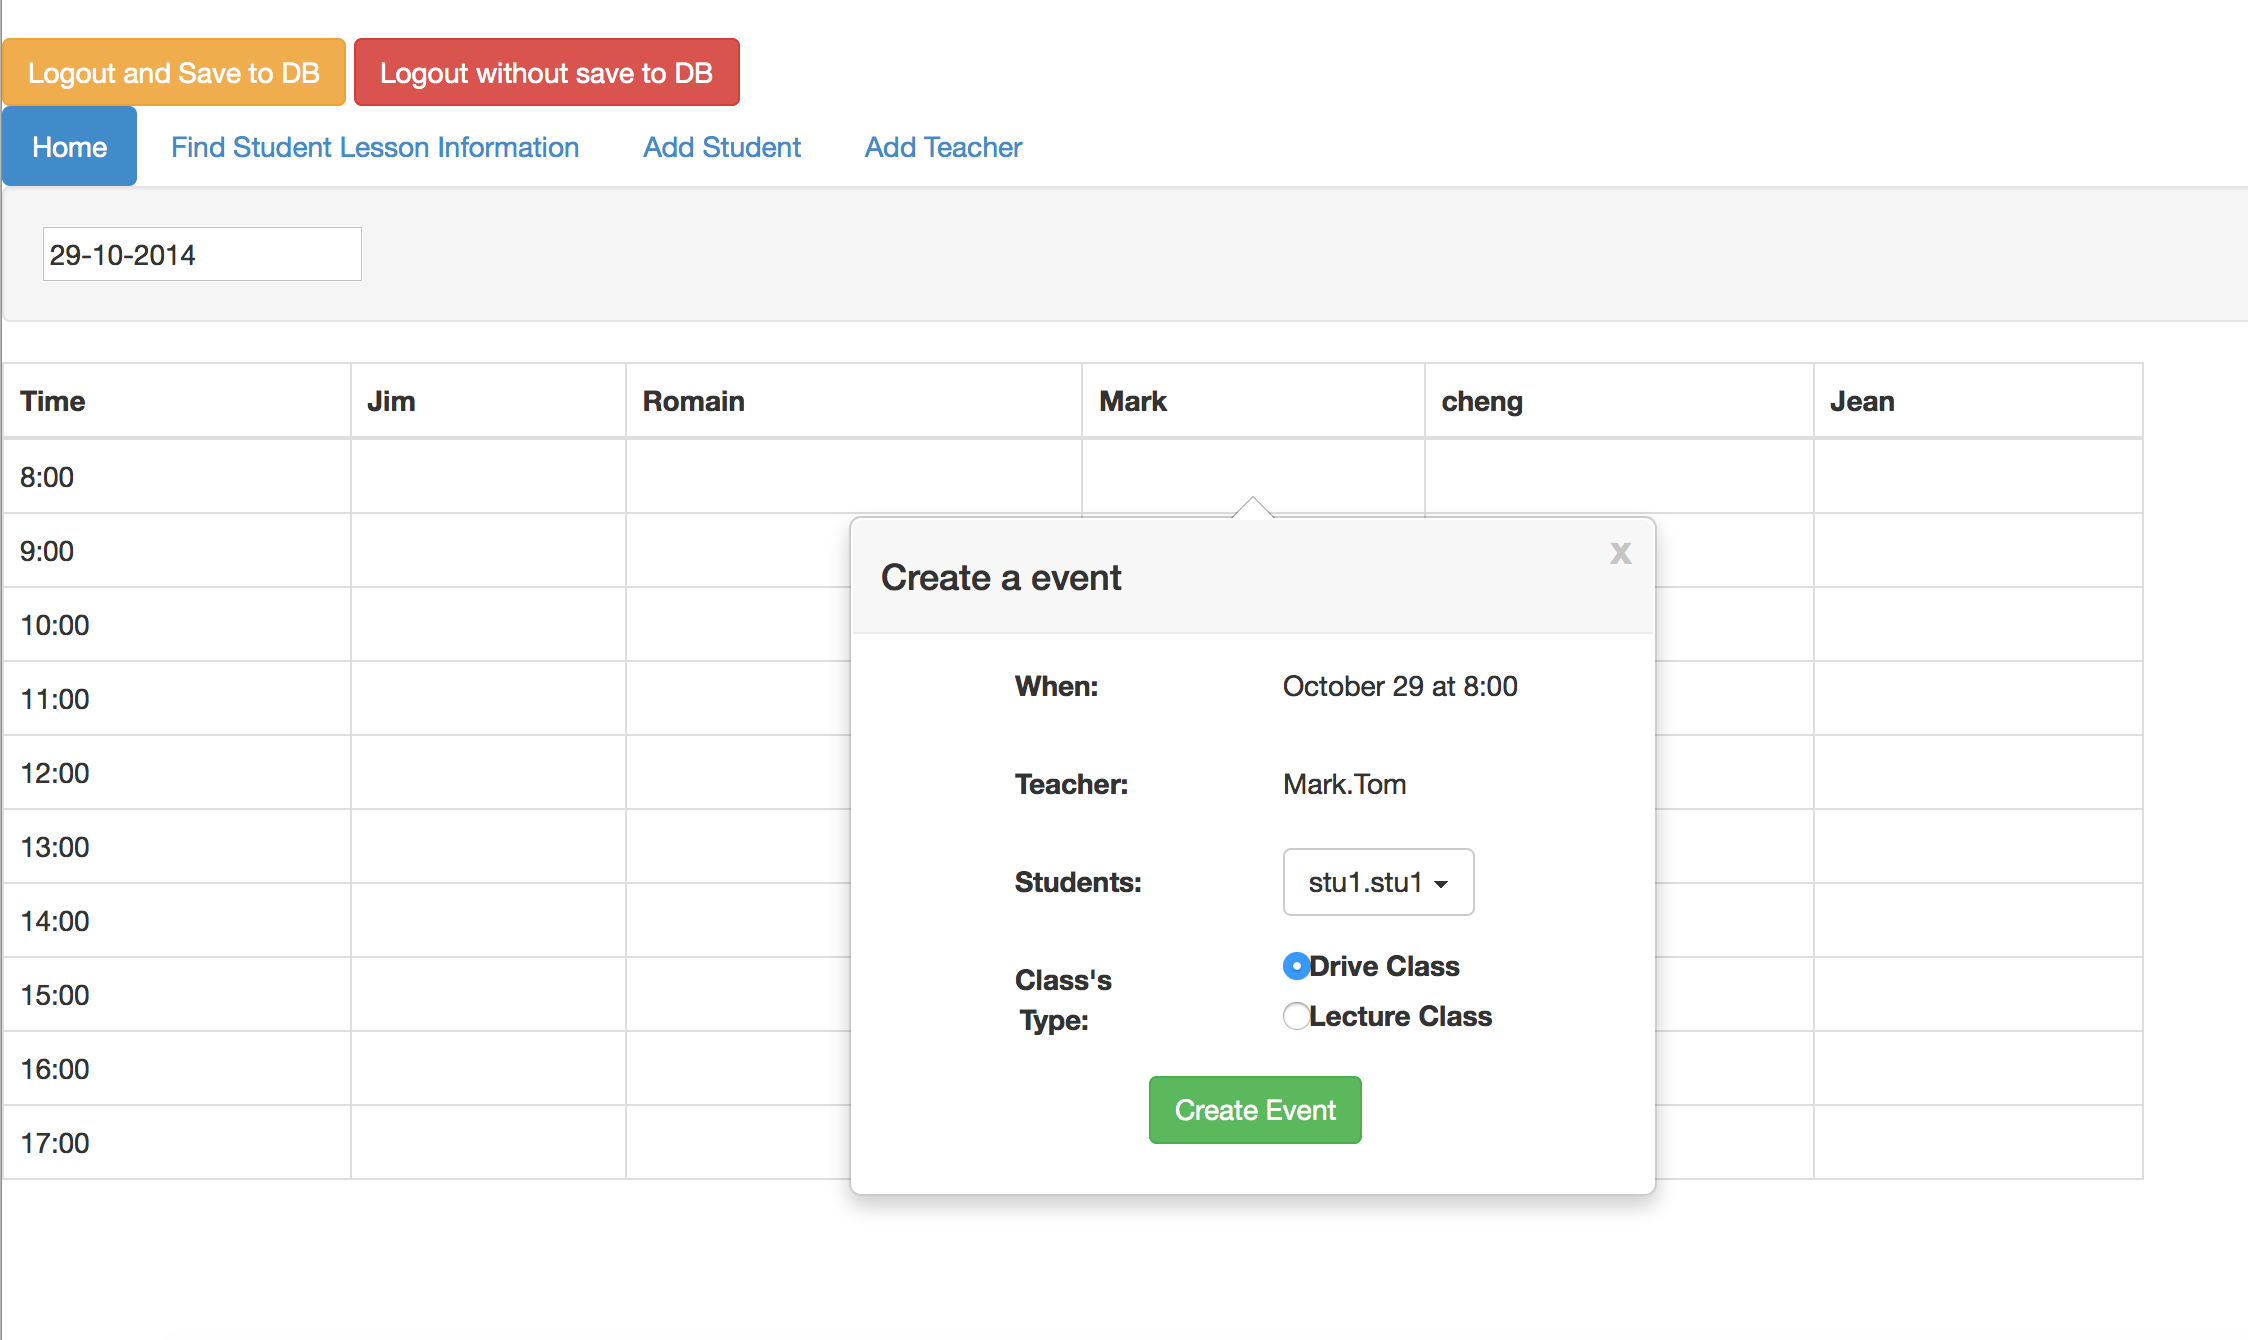 Logout and Save to DB Logout without save to DB
Home Find Student Lesson Information Add Student Add Teacher
29-10-2014
Time Jim Romain Mark cheng Jean
8:00
9:00
10:00
11:00
12:00
13:00
14:00
15:00
16:00
17:00
Create a event x
When: October 29 at 8:00
Teacher: Mark.Tom
Students: stu1.stu1
Class's
Type:
Drive Class
Lecture Class
Create Event